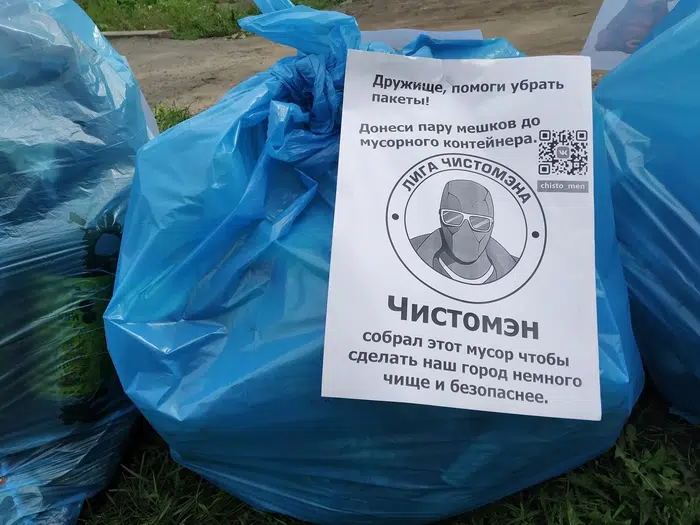 Дружище, помоги убрать
пакеты!
Донеси пару мешков до
мусорного контейнера.
chisto_men
ЛИГА ЧИСТОМЭНА
Чистомэн
собрал этот мусор чтобы
сделать наш город немного
чище и безопаснее.